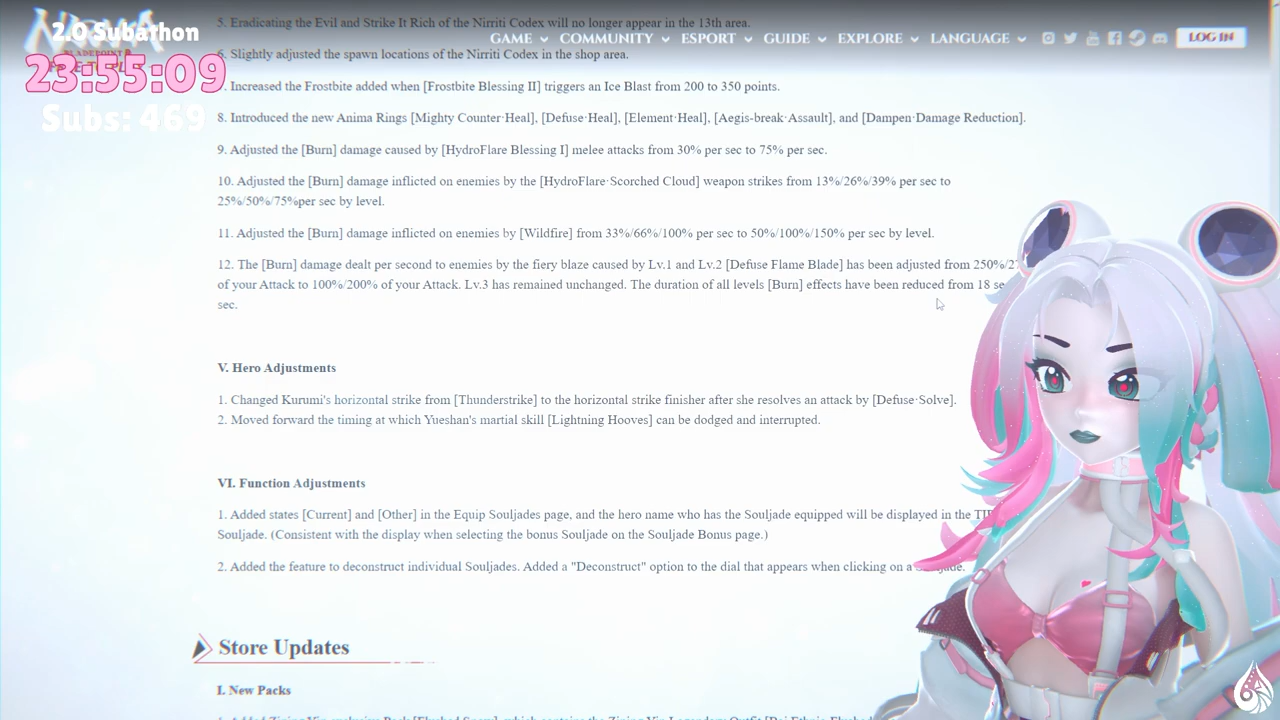 5. Eradicating the Evil and Strike It Rich of the Nirriti Codex will no longer appear in the 13th area.
2.0 Subathon
GAME COMMUNITY ESPORT GUIDE EXPLORE LANGUAGE LOG IN
6. Slightly adjusted the spawn locations of the Nirriti Codex in the shop area.
23:55:09
Increased the Frostbite added when [Frostbite Blessing II] triggers an Ice Blast from 200 to 350 points.
Subs: 469
8. Introduced the new Anima Rings [Mighty Counter·Heal], [Defuse·Heal], [Element·Heal], [Aegis-break·Assault], and [Dampen·Damage Reduction].
9. Adjusted the [Burn] damage caused by [HydroFlare Blessing I] melee attacks from 30% per sec to 75% per sec.
10. Adjusted the [Burn] damage inflicted on enemies by the [HydroFlare·Scorched Cloud] weapon strikes from 13%/26%/39% per sec to
25%/50%/75%per sec by level.
11. Adjusted the [Burn] damage inflicted on enemies by [Wildfire] from 33%/66%/100% per sec to 50%/100%/150% per sec by level.
12. The [Burn] damage dealt per second to enemies by the fiery blaze caused by Lv.1 and Lv.2 [Defuse Flame Blade] has been adjusted from
of your Attack to 100%/200% of your Attack. Lv.3 has remained unchanged. The duration of all levels [Burn] effects have been reduced from 18
sec.
V. Hero Adjustments
1. Changed Kurumi's horizontal strike from [Thunderstrike] to the horizontal strike finisher after she resolves an attack by [Defuse·Solve].
2. Moved forward the timing at which Yueshan's martial skill [Lightning Hooves] can be dodged and interrupted.
VI. Function Adjustments
1. Added states [Current] and [Other] in the Equip Souljades page, and the hero name who has the Souljade equipped will be displayed in the
Souljade. (Consistent with the display when selecting the bonus Souljade on the Souljade Bonus page.)
2. Added the feature to deconstruct individual Souljades. Added a "Deconstruct" option to the dial that appears when clicking on a
Store Updates
I. New Packs